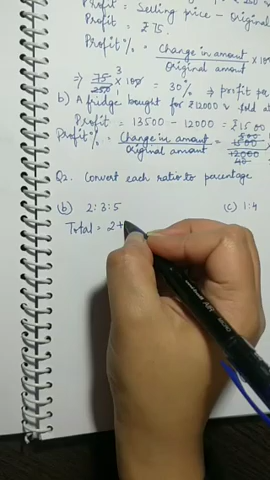 Profit = Selling price - Original
Profit = ₹ 75.
Profit % = Change in amount / Original amount × 100
⇒ 75 / 250 × 100 = 30% ⇒ profit
b) A fridge bought for ₹12000 & sold at
Profit = 13500 - 12000 = ₹1500
Profit % = Change in amount / Original amount = 1500 / 12000
Q2. Convert each ratio to pacentage
(b) 2:3:5 (c) 1:4
Total = 2+